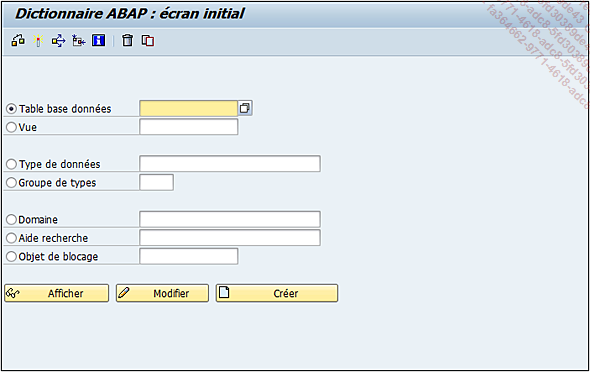 Dictionnaire ABAP : écran initial
Table base données
Vue
Type de données
Groupe de types
Domaine
Aide recherche
Objet de blocage
Afficher
Modifier
Créer